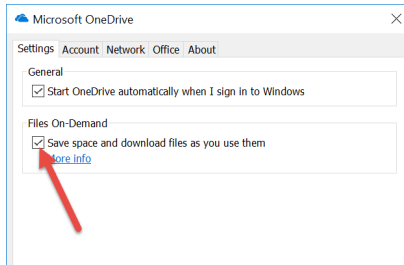 Microsoft OneDrive
Settings Account Network Office About
General
Start OneDrive automatically when I sign in to Windows
Files On-Demand
Save space and download files as you use them
More info